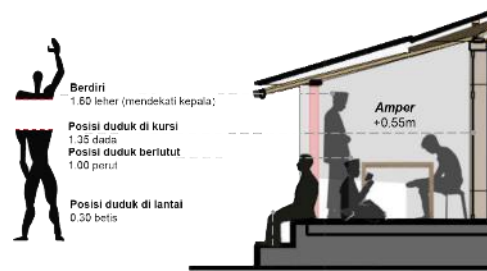 Berdiri
1.60 leher (mendekati kepala)
Posisi duduk di kursi
1.35 dada
Posisi duduk berlutut
1.00 perut
Posisi duduk di lantai
0.30 betis
Amper
+0.55m